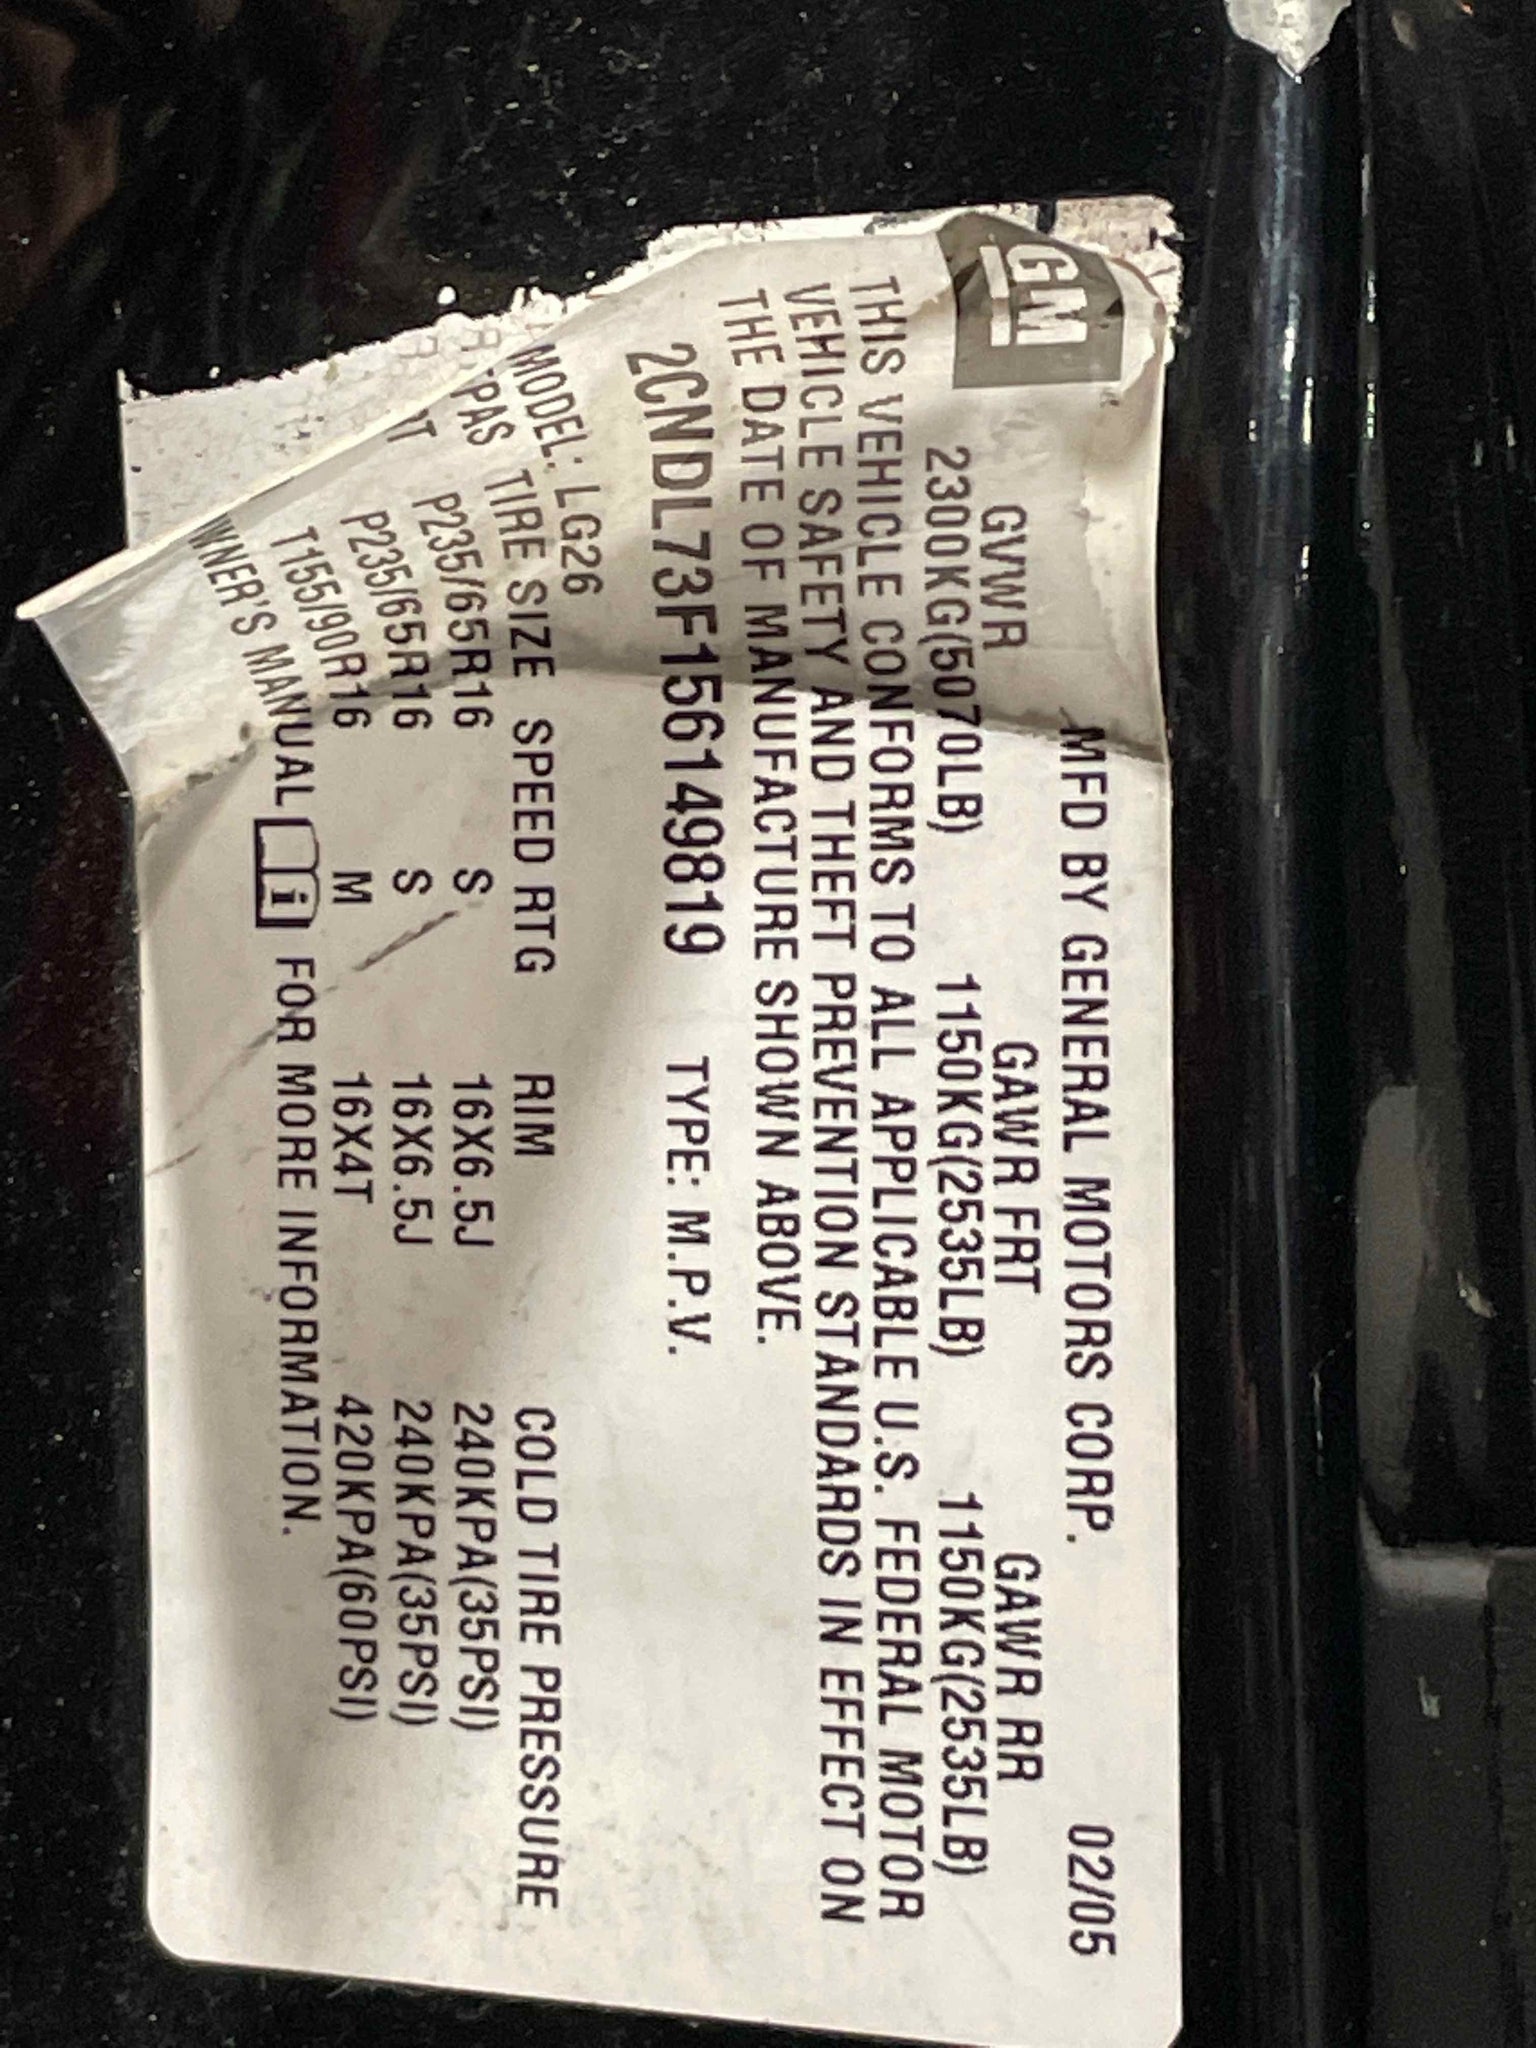 GM
MFD BY GENERAL MOTORS CORP. 02/05
GVWR GAWR FRT GAWR RR
2300KG(5070LB) 1150KG(2535LB) 1150KG(2535LB)
THIS VEHICLE CONFORMS TO ALL APPLICABLE U.S. FEDERAL MOTOR
VEHICLE SAFETY AND THEFT PREVENTION STANDARDS IN EFFECT ON
THE DATE OF MANUFACTURE SHOWN ABOVE.
2CNDL73F156149819 TYPE: M.P.V.
MODEL: LG26
TIRE SIZE SPEED RTG RIM COLD TIRE PRESSURE
P235/65R16 S 16X6.5J 240KPA(35PSI)
P235/65R16 S 16X6.5J 240KPA(35PSI)
T155/90R16 M 16X4T 420KPA(60PSI)
WNER'S MANUAL i FOR MORE INFORMATION.